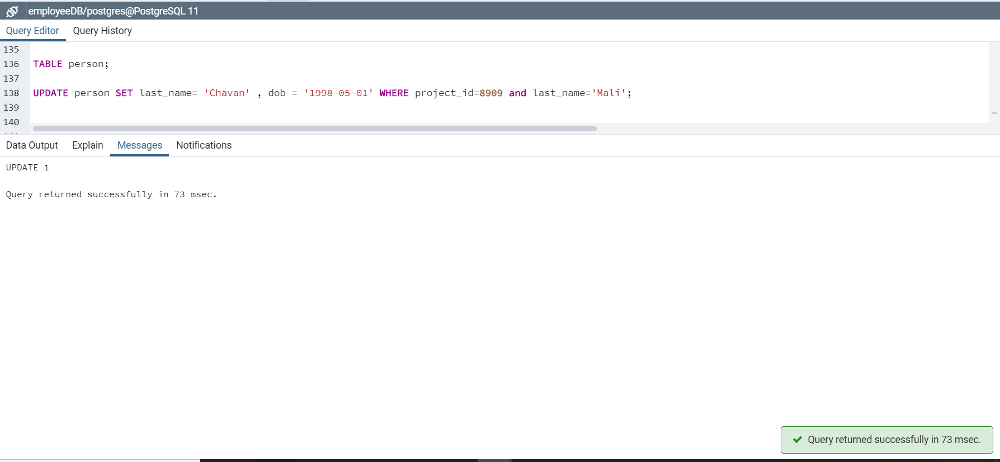 employeeDB/postgres@PostgreSQL 11
Query Editor Query History
135
136 TABLE person;
137
138 UPDATE person SET last_name= 'Chavan' , dob = '1998-05-01' WHERE project_id=8909 and last_name='Mali';
139
140
Data Output Explain Messages Notifications
UPDATE 1
Query returned successfully in 73 msec.
Query returned successfully in 73 msec.